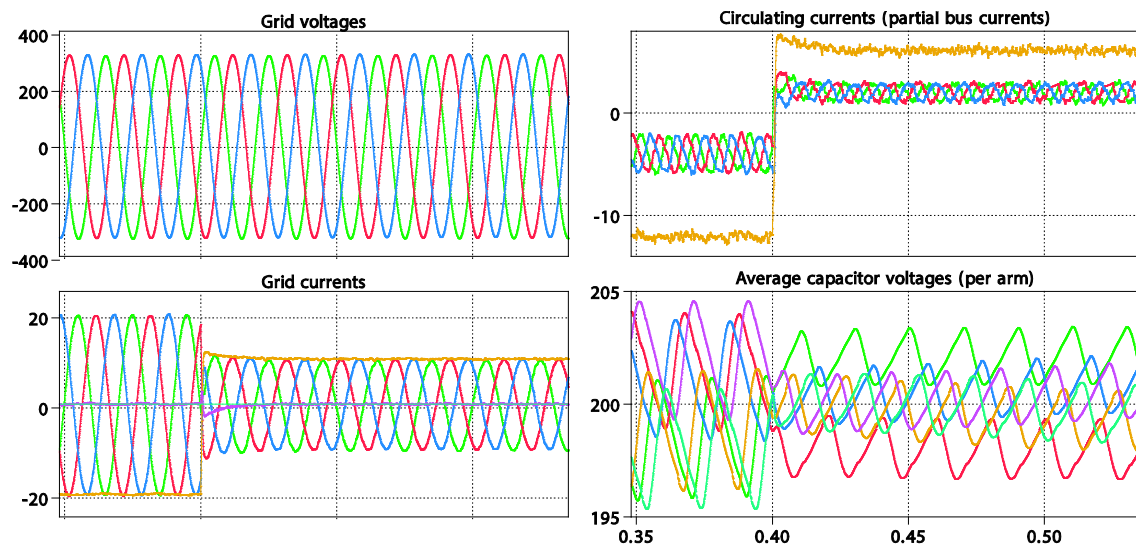 Grid voltages
400
200
0
-200
-400
Circulating currents (partial bus currents)
0
-10
Grid currents
20
0
-20
Average capacitor voltages (per arm)
205
200
195
0.35 0.40 0.45 0.50